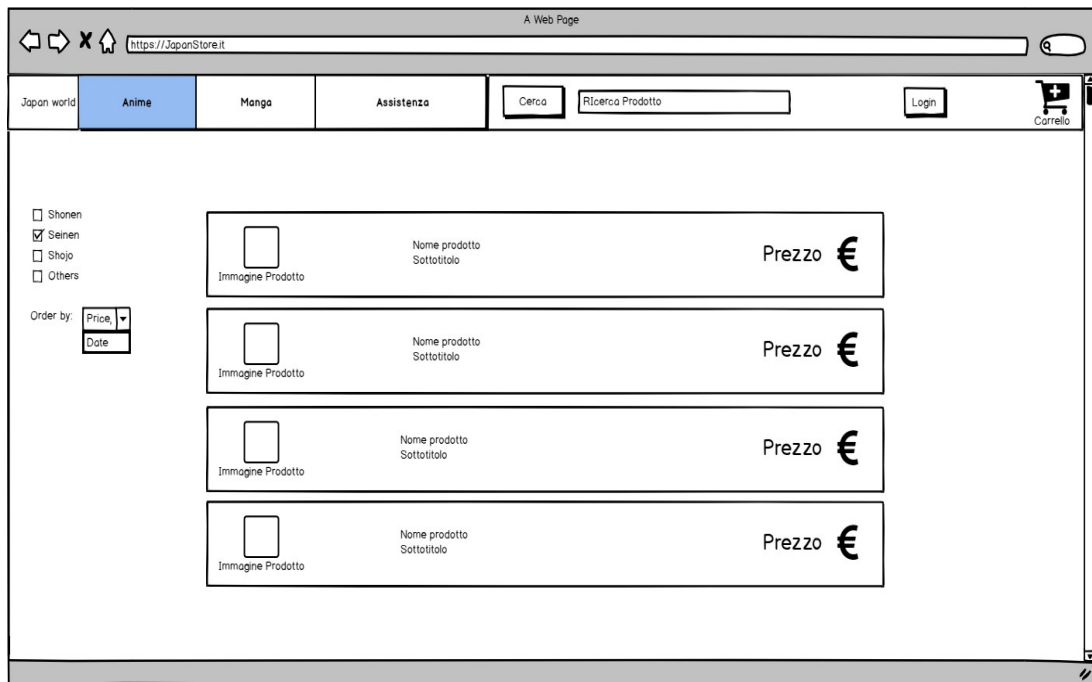 A Web Page
https://JapanStore.it
Japan world
Anime
Manga
Assistenza
Cerca
RIcerca Prodotto
Login
Carrello
Shonen
Seinen
Shojo
Others
Order by:
Price,
Date
Immagine Prodotto
Nome prodotto
Sottotitolo
Prezzo €
Immagine Prodotto
Nome prodotto
Sottotitolo
Prezzo €
Immagine Prodotto
Nome prodotto
Sottotitolo
Prezzo €
Immagine Prodotto
Nome prodotto
Sottotitolo
Prezzo €